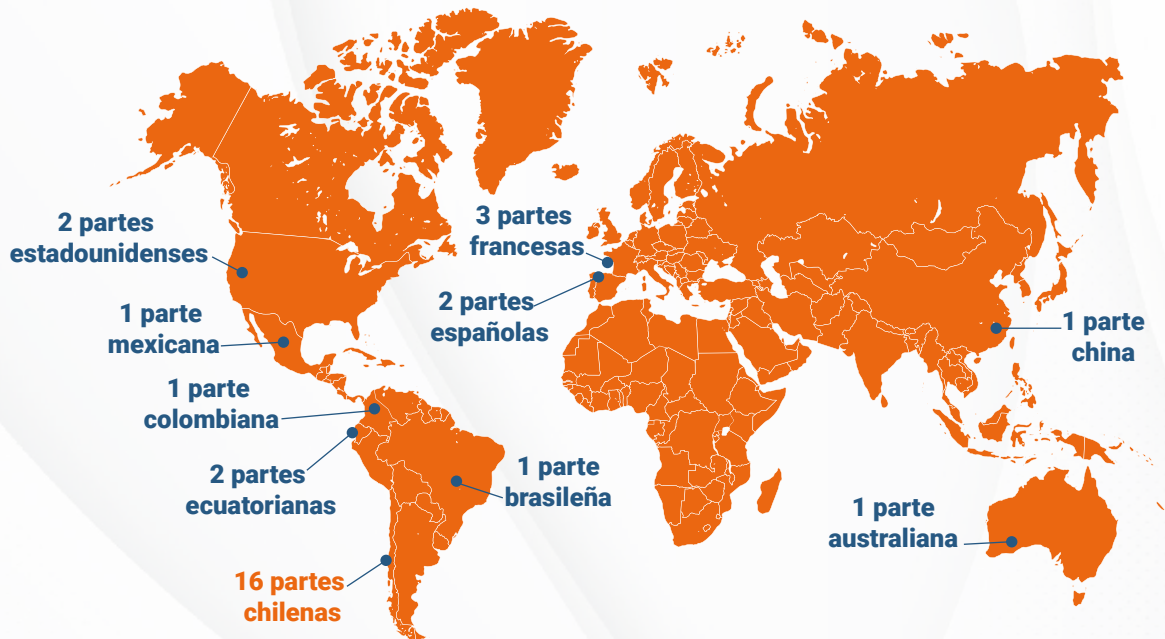 2 partes
estadounidenses
1 parte
mexicana
1 parte
colombiana
2 partes
ecuatorianas
1 parte
brasileña
16 partes
chilenas
3 partes
francesas
2 partes
españolas
1 parte
china
1 parte
australiana